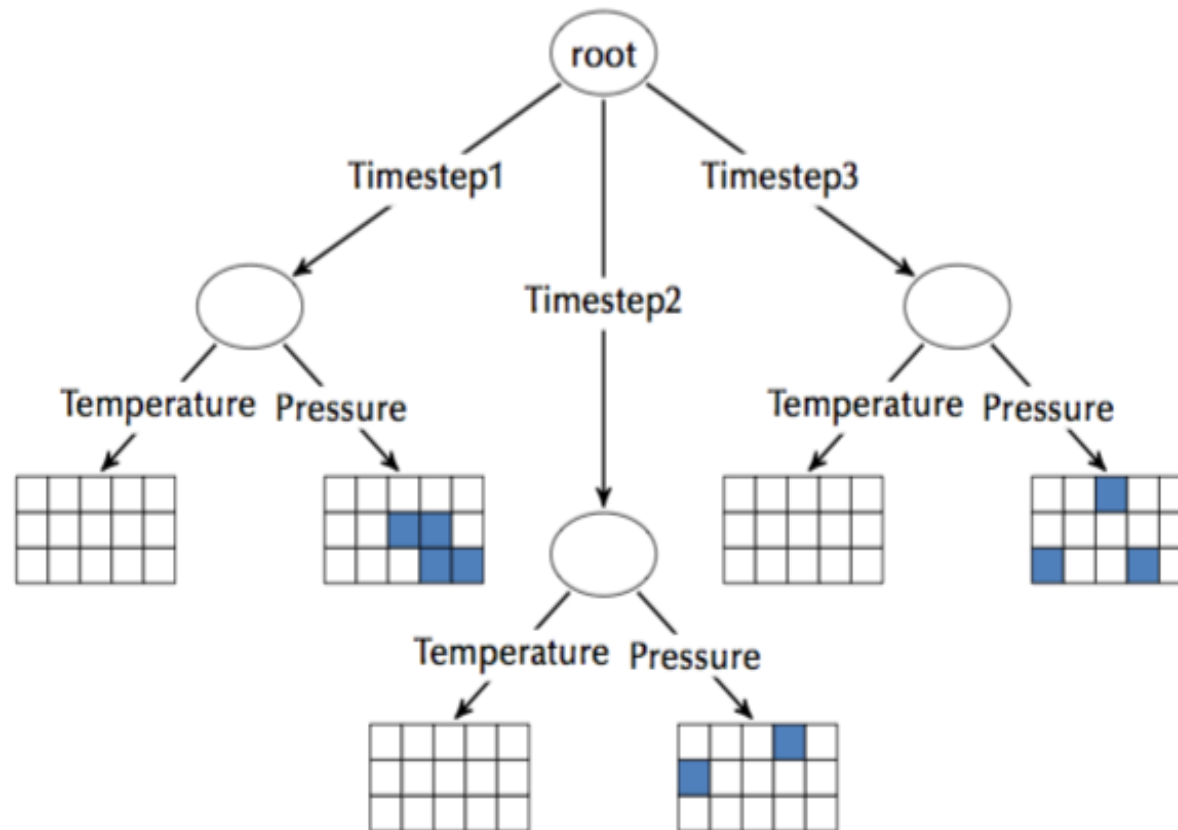 root
Timestep1
Timestep3
Timestep2
Temperature
Pressure
Temperature
Pressure
Temperature
Pressure